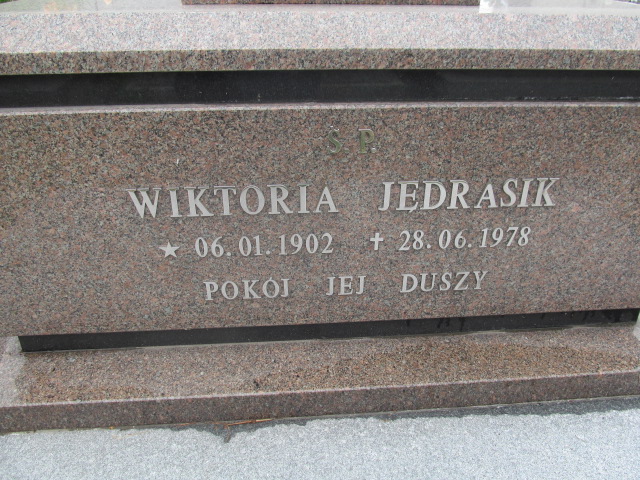 Ś.P.
WIKTORIA JĘDRASIK
★ 06.01.1902 ✝ 28.06.1978
POKÓJ JEJ DUSZY